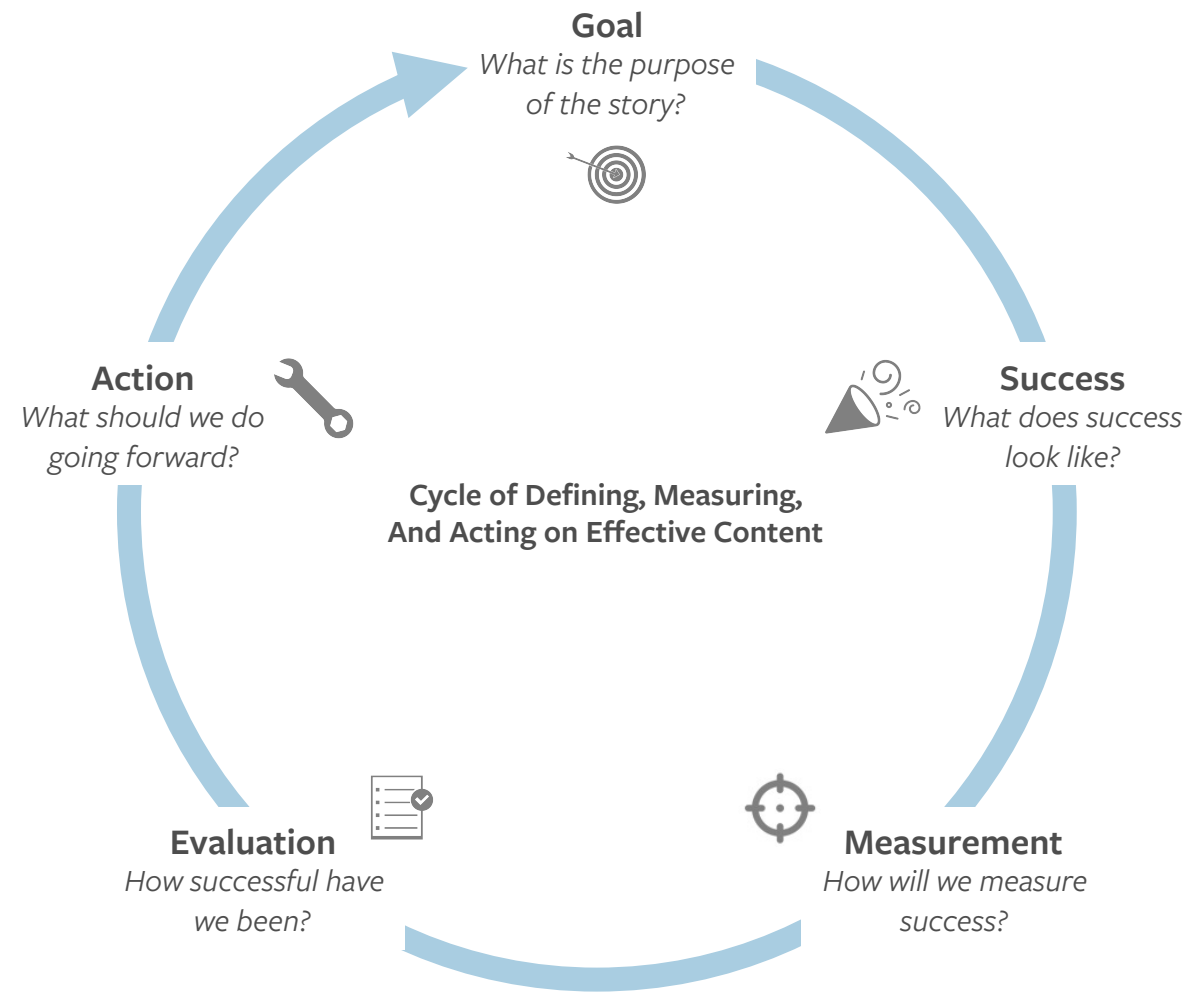 Goal
What is the purpose
of the story?
Success
What does success
look like?
Measurement
How will we measure
success?
Evaluation
How successful have
we been?
Action
What should we do
going forward?
Cycle of Defining, Measuring,
And Acting on Effective Content